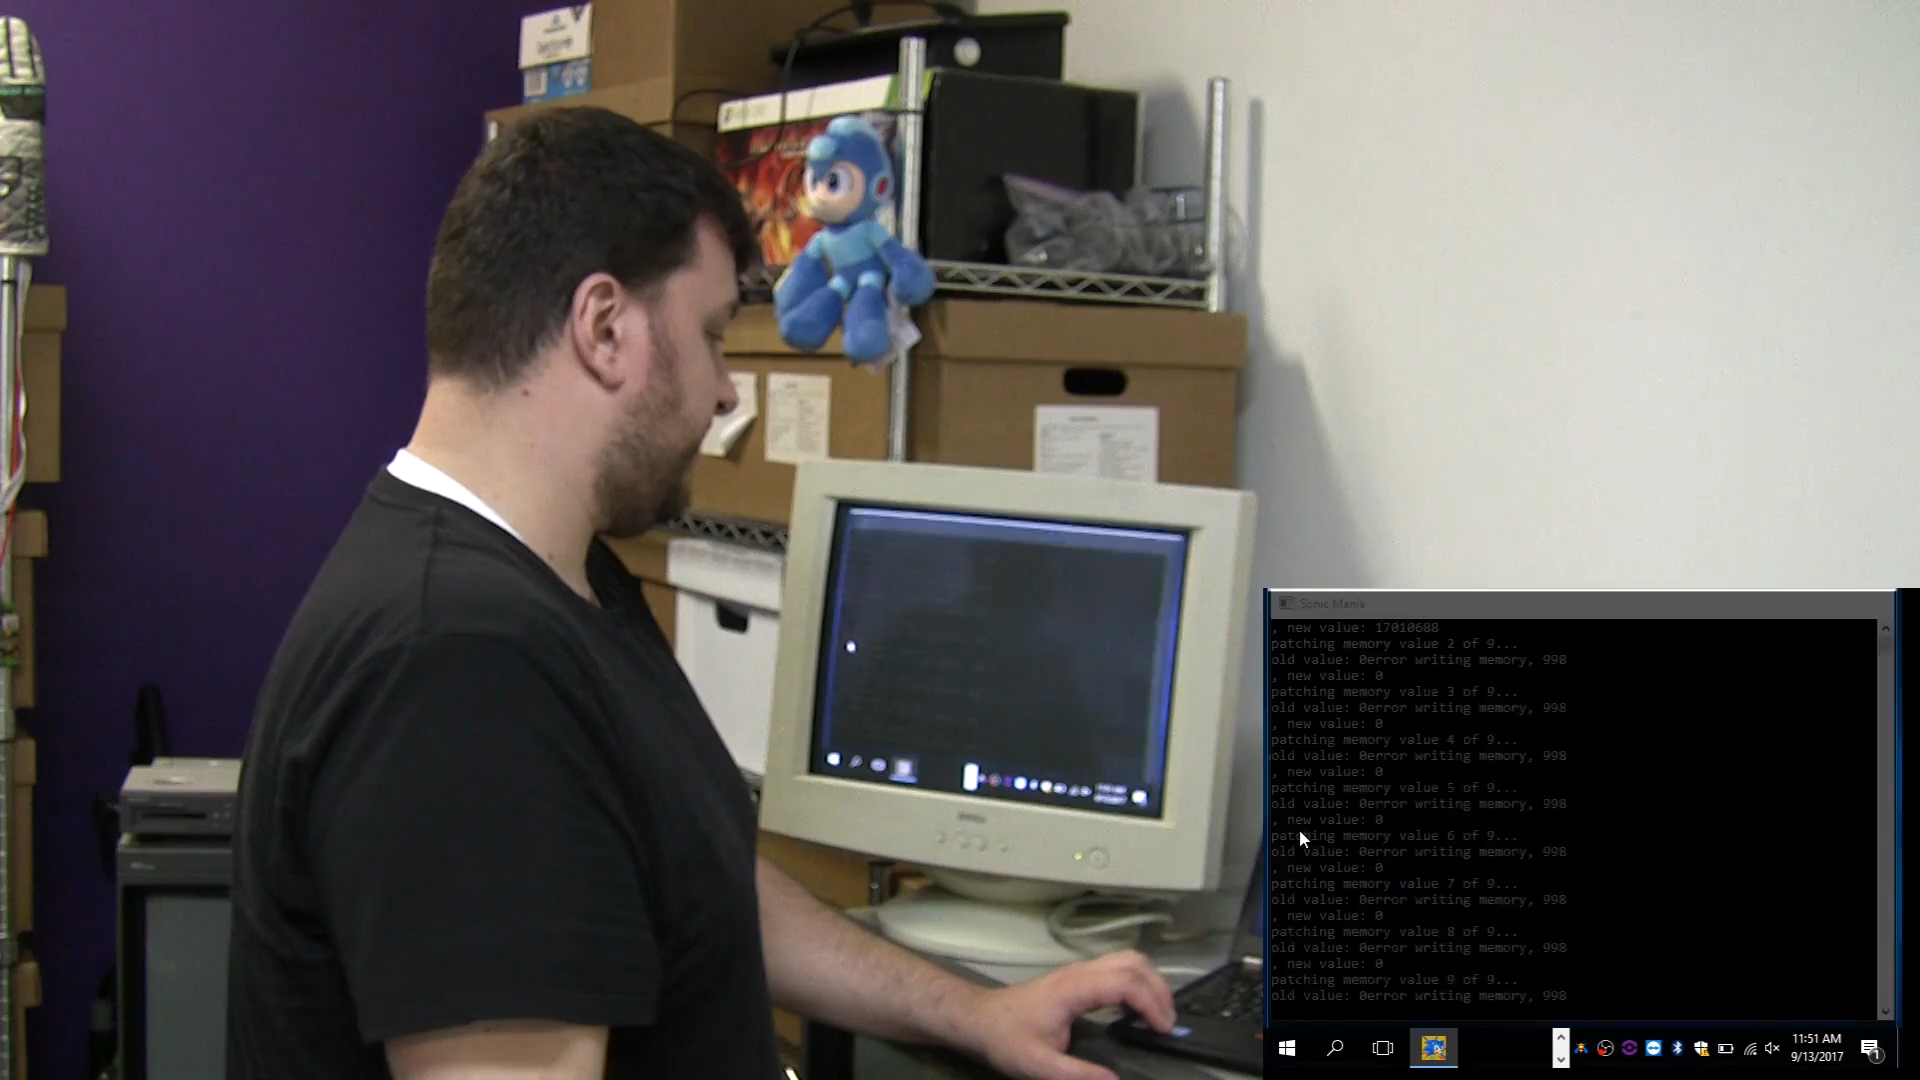 Sonic Mania
, new value: 17010688
patching memory value 2 of 9...
old value: 0error writing memory, 998
, new value: 0
patching memory value 3 of 9...
old value: 0error writing memory, 998
, new value: 0
patching memory value 4 of 9...
old value: 0error writing memory, 998
, new value: 0
patching memory value 5 of 9...
old value: 0error writing memory, 998
, new value: 0
patching memory value 6 of 9...
old value: 0error writing memory, 998
, new value: 0
patching memory value 7 of 9...
old value: 0error writing memory, 998
, new value: 0
patching memory value 8 of 9...
old value: 0error writing memory, 998
, new value: 0
patching memory value 9 of 9...
old value: 0error writing memory, 998
11:51 AM
9/13/2017
1